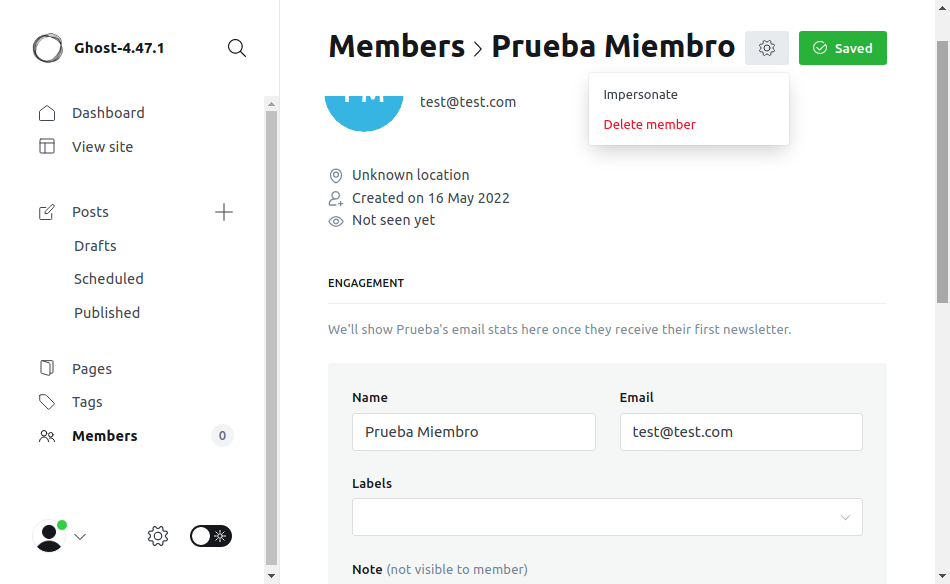 Ghost-4.47.1
Dashboard
View site
Posts
Drafts
Scheduled
Published
Pages
Tags
Members 0
Members > Prueba Miembro
Saved
Impersonate
Delete member
test@test.com
Unknown location
Created on 16 May 2022
Not seen yet
ENGAGEMENT
We'll show Prueba's email stats here once they receive their first newsletter.
Name
Prueba Miembro
Email
test@test.com
Labels
Note (not visible to member)